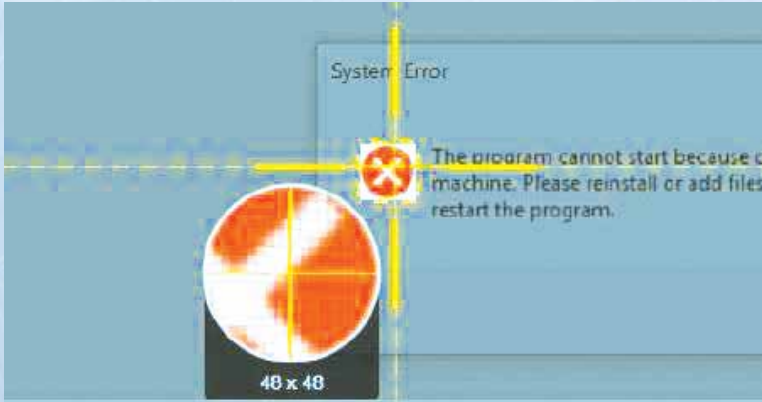 System Error
The program cannot start because
machine. Please reinstall or add files
restart the program.
48 x 48